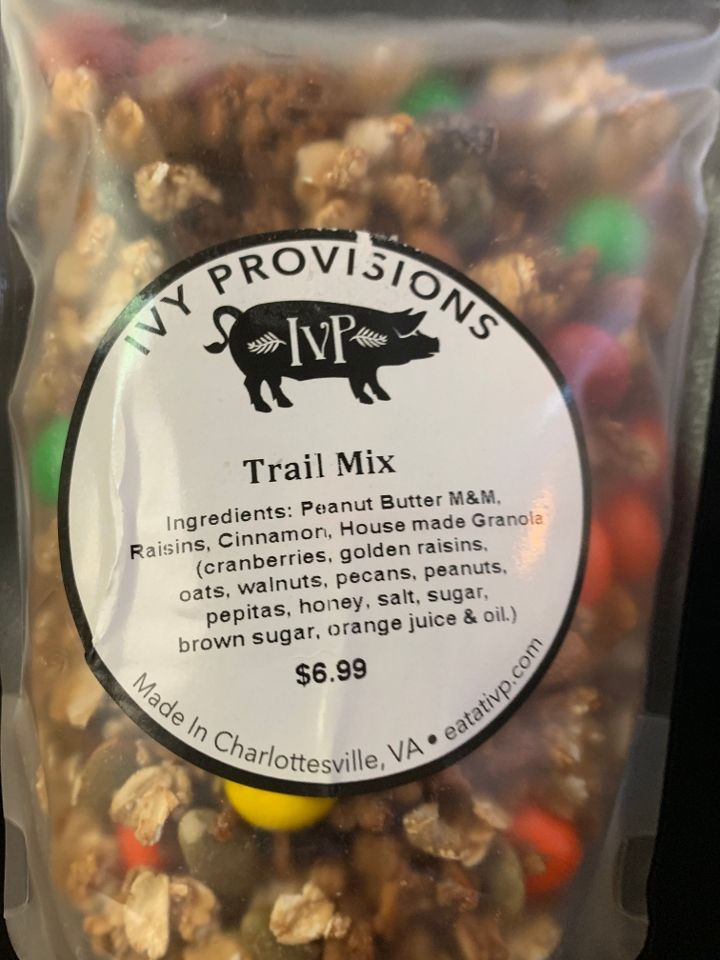 IVY PROVISIONS
IVP
Trail Mix
Ingredients: Peanut Butter M&M,
Raisins, Cinnamon, House made Granola
(cranberries, golden raisins,
oats, walnuts, pecans, peanuts,
pepitas, honey, salt, sugar,
brown sugar, orange juice & oil.)
$6.99
Made In Charlottesville, VA • eatativp.com